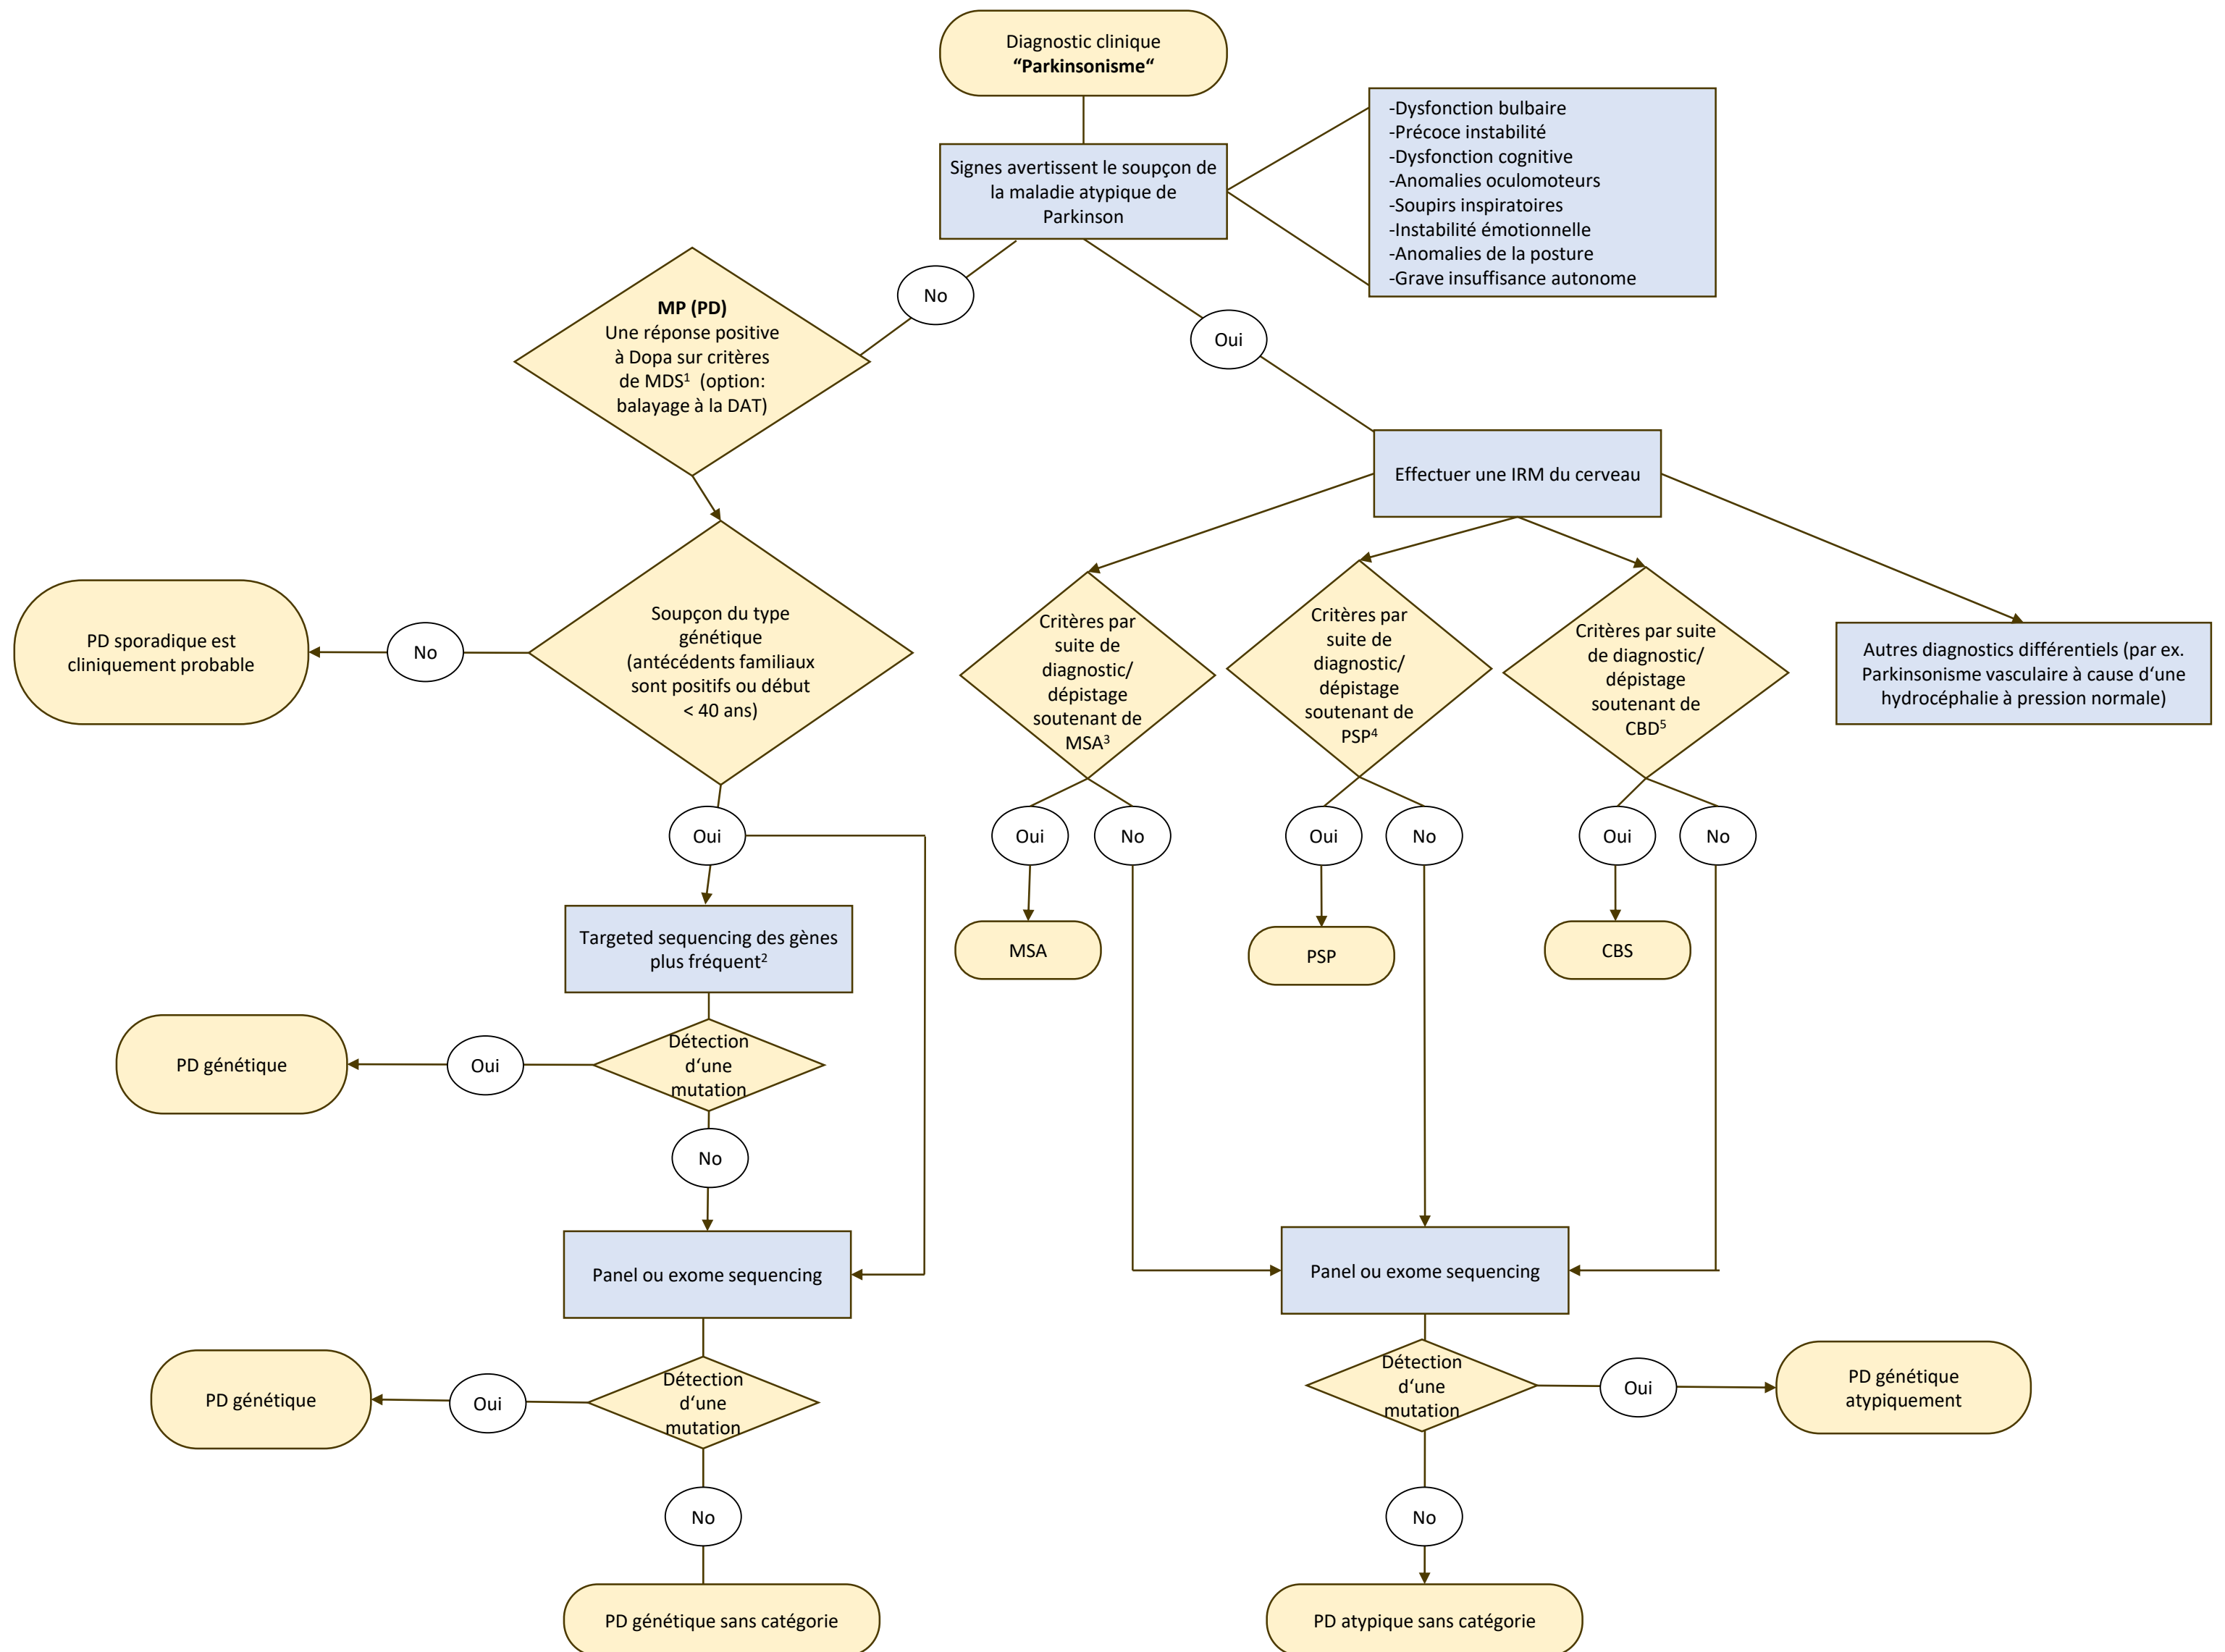 Diagnostic clinique
“Parkinsonisme“
Signes avertissent le soupçon de
la maladie atypique de
Parkinson
-Dysfonction bulbaire
-Précoce instabilité
-Dysfonction cognitive
-Anomalies oculomoteurs
-Soupirs inspiratoires
-Instabilité émotionnelle
-Anomalies de la posture
-Grave insuffisance autonome
No
Oui
MP (PD)
Une réponse positive
à Dopa sur critères
de MDS¹ (option:
balayage à la DAT)
Effectuer une IRM du cerveau
Soupçon du type
génétique
(antécédents familiaux
sont positifs ou début
< 40 ans)
No
PD sporadique est
cliniquement probable
Critères par
suite de
diagnostic/
dépistage
soutenant de
MSA³
Critères par
suite de
diagnostic/
dépistage
soutenant de
PSP⁴
Critères par suite
de diagnostic/
dépistage
soutenant de
CBD⁵
Autres diagnostics différentiels (par ex.
Parkinsonisme vasculaire à cause d‘une
hydrocéphalie à pression normale)
Oui
Oui
No
Oui
No
Oui
No
Targeted sequencing des gènes
plus fréquent²
MSA
PSP
CBS
Détection
d‘une
mutation
Oui
PD génétique
No
Panel ou exome sequencing
Panel ou exome sequencing
Détection
d‘une
mutation
Oui
PD génétique
Détection
d‘une
mutation
Oui
PD génétique
atypiquement
No
No
PD génétique sans catégorie
PD atypique sans catégorie